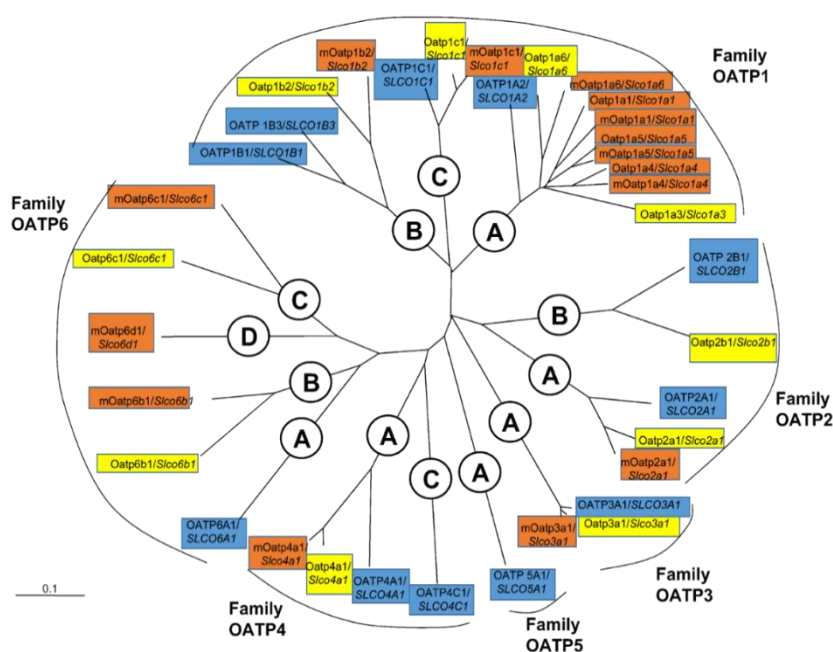 Family
OATP1
Oatp1c1/
Slco1c1
mOatp1c1/
Slco1c1
Oatp1a6/
Slco1a6
mOatp1b2/
Slco1b2
OATP1C1/
SLCO1C1
OATP1A2/
SLCO1A2
mOatp1a6/Slco1a6
Oatp1a1/Slco1a1
mOatp1a1/Slco1a1
Oatp1a5/Slco1a5
mOatp1a5/Slco1a5
Oatp1a4/Slco1a4
mOatp1a4/Slco1a4
Oatp1a3/Slco1a3
Oatp1b2/Slco1b2
OATP 1B3/SLCO1B3
OATP1B1/SLCO1B1
C
B
A
Family
OATP6
mOatp6c1/Slco6c1
Oatp6c1/Slco6c1
mOatp6d1/
Slco6d1
mOatp6b1/Slco6b1
Oatp6b1/Slco6b1
OATP6A1/
SLCO6A1
C
D
B
A
OATP 2B1/
SLCO2B1
Oatp2b1/Slco2b1
OATP2A1/
SLCO2A1
Oatp2a1/Slco2a1
mOatp2a1/
Slco2a1
B
A
Family
OATP2
A
OATP3A1/SLCO3A1
Oatp3a1/Slco3a1
mOatp3a1/
Slco3a1
Family
OATP3
A
C
A
mOatp4a1/
Slco4a1
Oatp4a1/
Slco4a1
OATP4A1/
SLCO4A1
OATP4C1/
SLCO4C1
OATP 5A1/
SLCO5A1
Family
OATP4
Family
OATP5
0.1